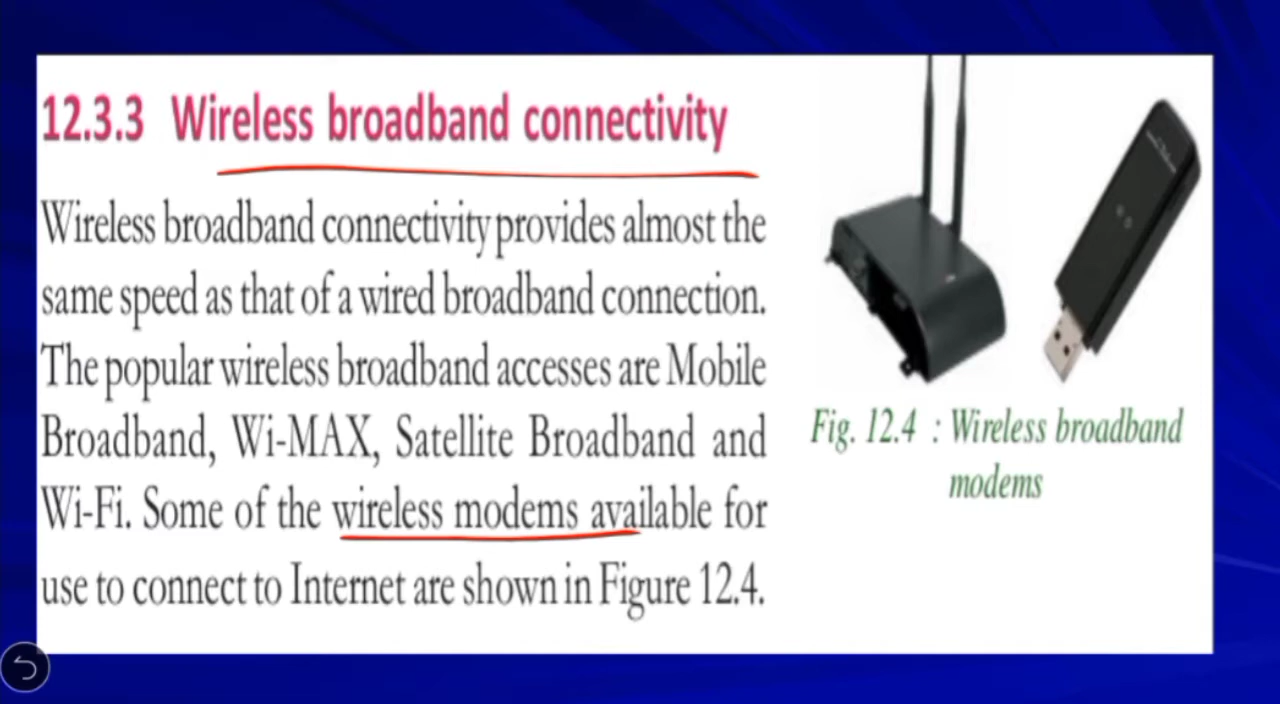 12.3.3 Wireless broadband connectivity
Wireless broadband connectivity provides almost the
same speed as that of a wired broadband connection.
The popular wireless broadband accesses are Mobile
Broadband, Wi-MAX, Satellite Broadband and
Wi-Fi. Some of the wireless modems available for
use to connect to Internet are shown in Figure 12.4.
Fig. 12.4 : Wireless broadband
modems